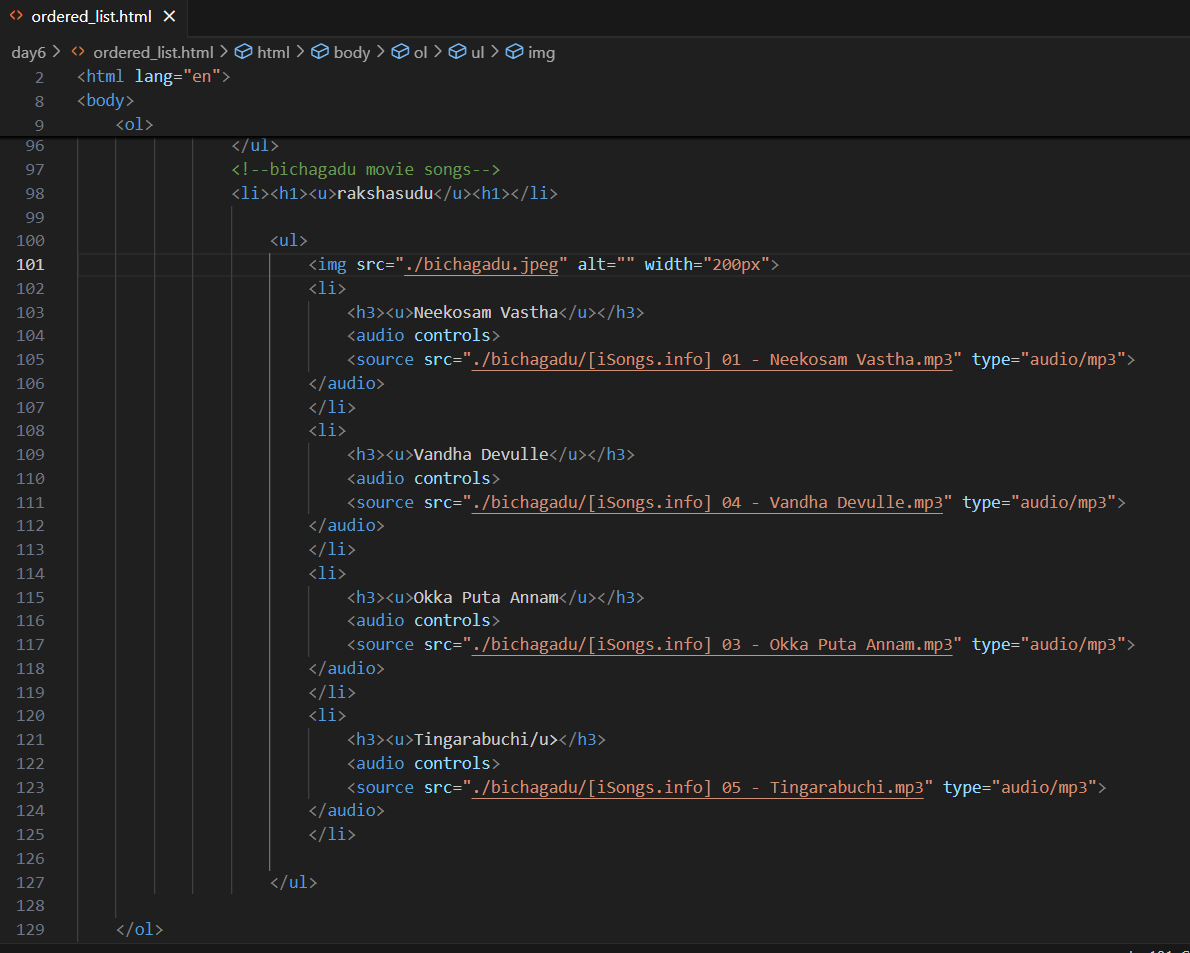 ordered_list.html
day6 > ordered_list.html > html > body > ol > ul > img
2 <html lang="en">
8 <body>
9 <ol>
96 </ul>
97 <!--bichagadu movie songs-->
98 <li><h1><u>rakshasudu</u><h1></li>
99
100 <ul>
101 <img src="./bichagadu.jpeg" alt="" width="200px">
102 <li>
103 <h3><u>Neekosam Vastha</u></h3>
104 <audio controls>
105 <source src="./bichagadu/[iSongs.info] 01 - Neekosam Vastha.mp3" type="audio/mp3">
106 </audio>
107 </li>
108 <li>
109 <h3><u>Vandha Devulle</u></h3>
110 <audio controls>
111 <source src="./bichagadu/[iSongs.info] 04 - Vandha Devulle.mp3" type="audio/mp3">
112 </audio>
113 </li>
114 <li>
115 <h3><u>Okka Puta Annam</u></h3>
116 <audio controls>
117 <source src="./bichagadu/[iSongs.info] 03 - Okka Puta Annam.mp3" type="audio/mp3">
118 </audio>
119 </li>
120 <li>
121 <h3><u>Tingarabuchi/u></h3>
122 <audio controls>
123 <source src="./bichagadu/[iSongs.info] 05 - Tingarabuchi.mp3" type="audio/mp3">
124 </audio>
125 </li>
126
127 </ul>
128
129 </ol>